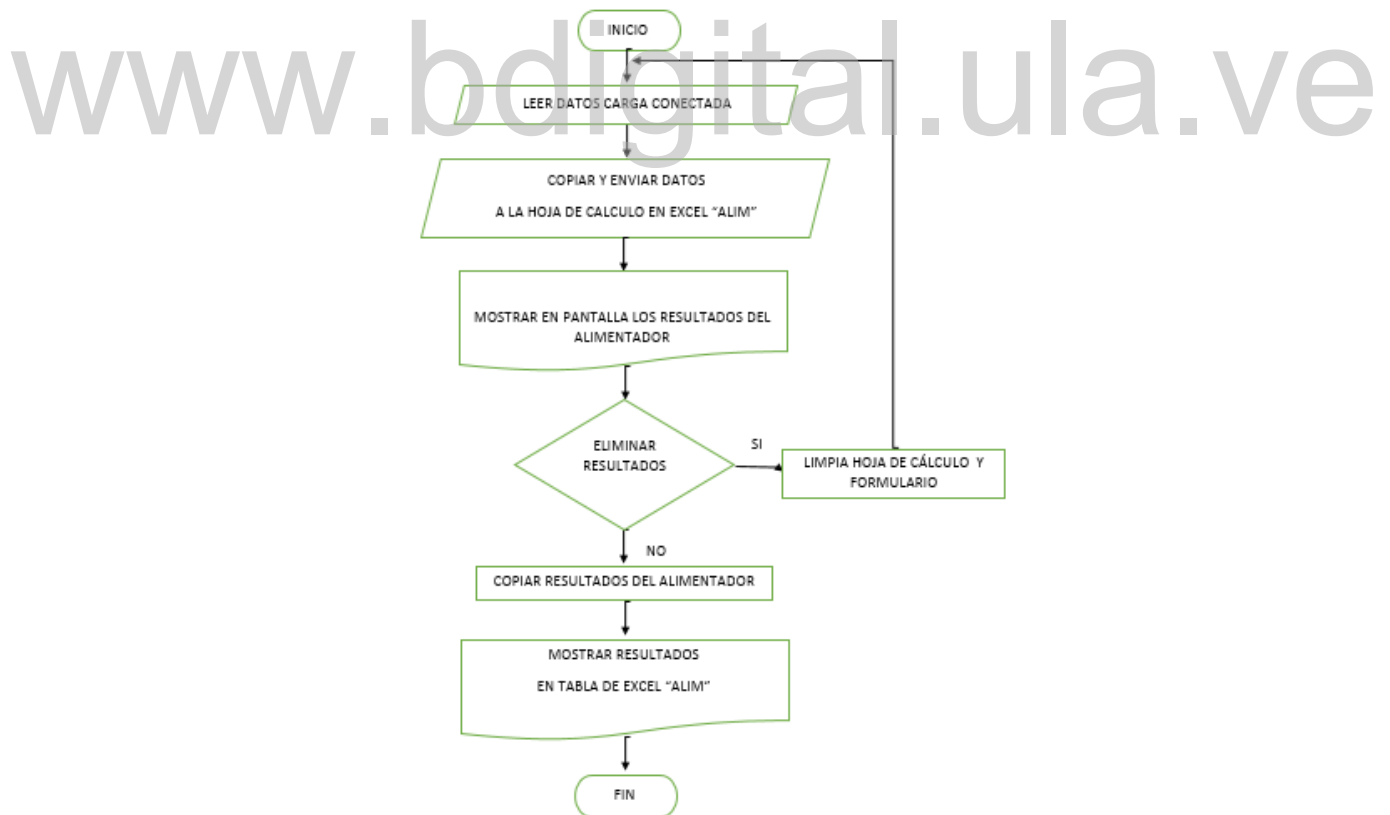 www.bdigital.ula.ve
INICIO
LEER DATOS CARGA CONECTADA
COPIAR Y ENVIAR DATOS
A LA HOJA DE CALCULO EN EXCEL “ALIM”
MOSTRAR EN PANTALLA LOS RESULTADOS DEL
ALIMENTADOR
ELIMINAR
RESULTADOS
SI
LIMPIA HOJA DE CÁLCULO Y
FORMULARIO
NO
COPIAR RESULTADOS DEL ALIMENTADOR
MOSTRAR RESULTADOS
EN TABLA DE EXCEL “ALIM”
FIN